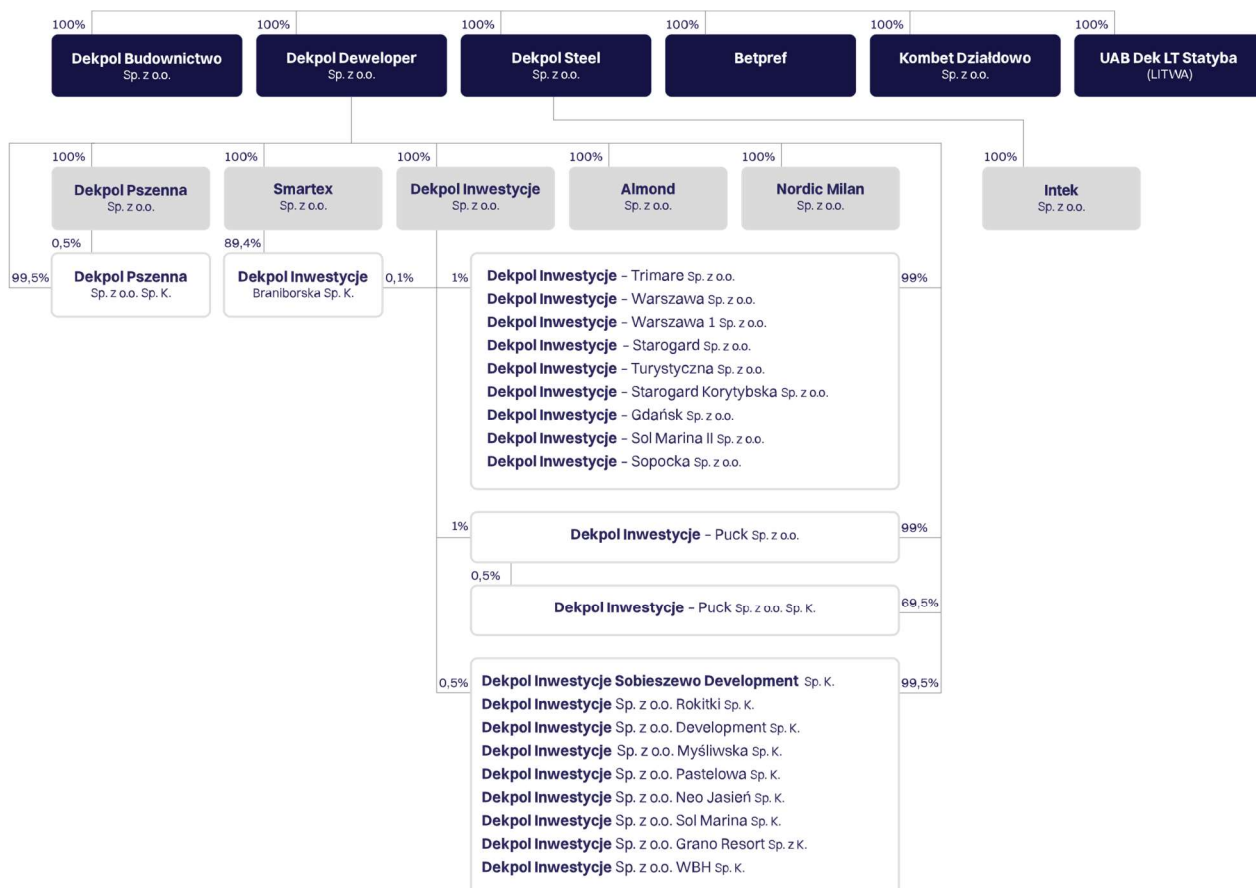 100% 100% 100% 100% 100% 100%
Dekpol Budownictwo
Sp. z o.o.
Dekpol Deweloper
Sp. z o.o.
Dekpol Steel
Sp. z o.o.
Betpref
Kombet Działdowo
Sp. z o.o.
UAB Dek LT Statyba
(LITWA)
100% 100% 100% 100% 100% 100%
Dekpol Pszenna
Sp. z o.o.
Smartex
Sp. z o.o.
Dekpol Inwestycje
Sp. z o.o.
Almond
Sp. z o.o.
Nordic Milan
Sp. z o.o.
Intek
Sp. z o.o.
0,5%
89,4%
99,5%
Dekpol Pszenna
Sp. z o.o. Sp. K.
Dekpol Inwestycje
Braniborska Sp. K.
0,1%
1%
Dekpol Inwestycje – Trimare Sp. z o.o.
Dekpol Inwestycje – Warszawa Sp. z o.o.
Dekpol Inwestycje – Warszawa 1 Sp. z o.o.
Dekpol Inwestycje – Starogard Sp. z o.o.
Dekpol Inwestycje – Turystyczna Sp. z o.o.
Dekpol Inwestycje – Starogard Korytybska Sp. z o.o.
Dekpol Inwestycje – Gdańsk Sp. z o.o.
Dekpol Inwestycje – Sol Marina II Sp. z o.o.
Dekpol Inwestycje – Sopocka Sp. z o.o.
99%
1%
Dekpol Inwestycje – Puck Sp. z o.o.
99%
0,5%
Dekpol Inwestycje – Puck Sp. z o.o. Sp. K.
69,5%
0,5%
Dekpol Inwestycje Sobieszewo Development Sp. K.
Dekpol Inwestycje Sp. z o.o. Rokitki Sp. K.
Dekpol Inwestycje Sp. z o.o. Development Sp. K.
Dekpol Inwestycje Sp. z o.o. Myśliwska Sp. K.
Dekpol Inwestycje Sp. z o.o. Pastelowa Sp. K.
Dekpol Inwestycje Sp. z o.o. Neo Jasień Sp. K.
Dekpol Inwestycje Sp. z o.o. Sol Marina Sp. K.
Dekpol Inwestycje Sp. z o.o. Grano Resort Sp. z K.
Dekpol Inwestycje Sp. z o.o. WBH Sp. K.
99,5%